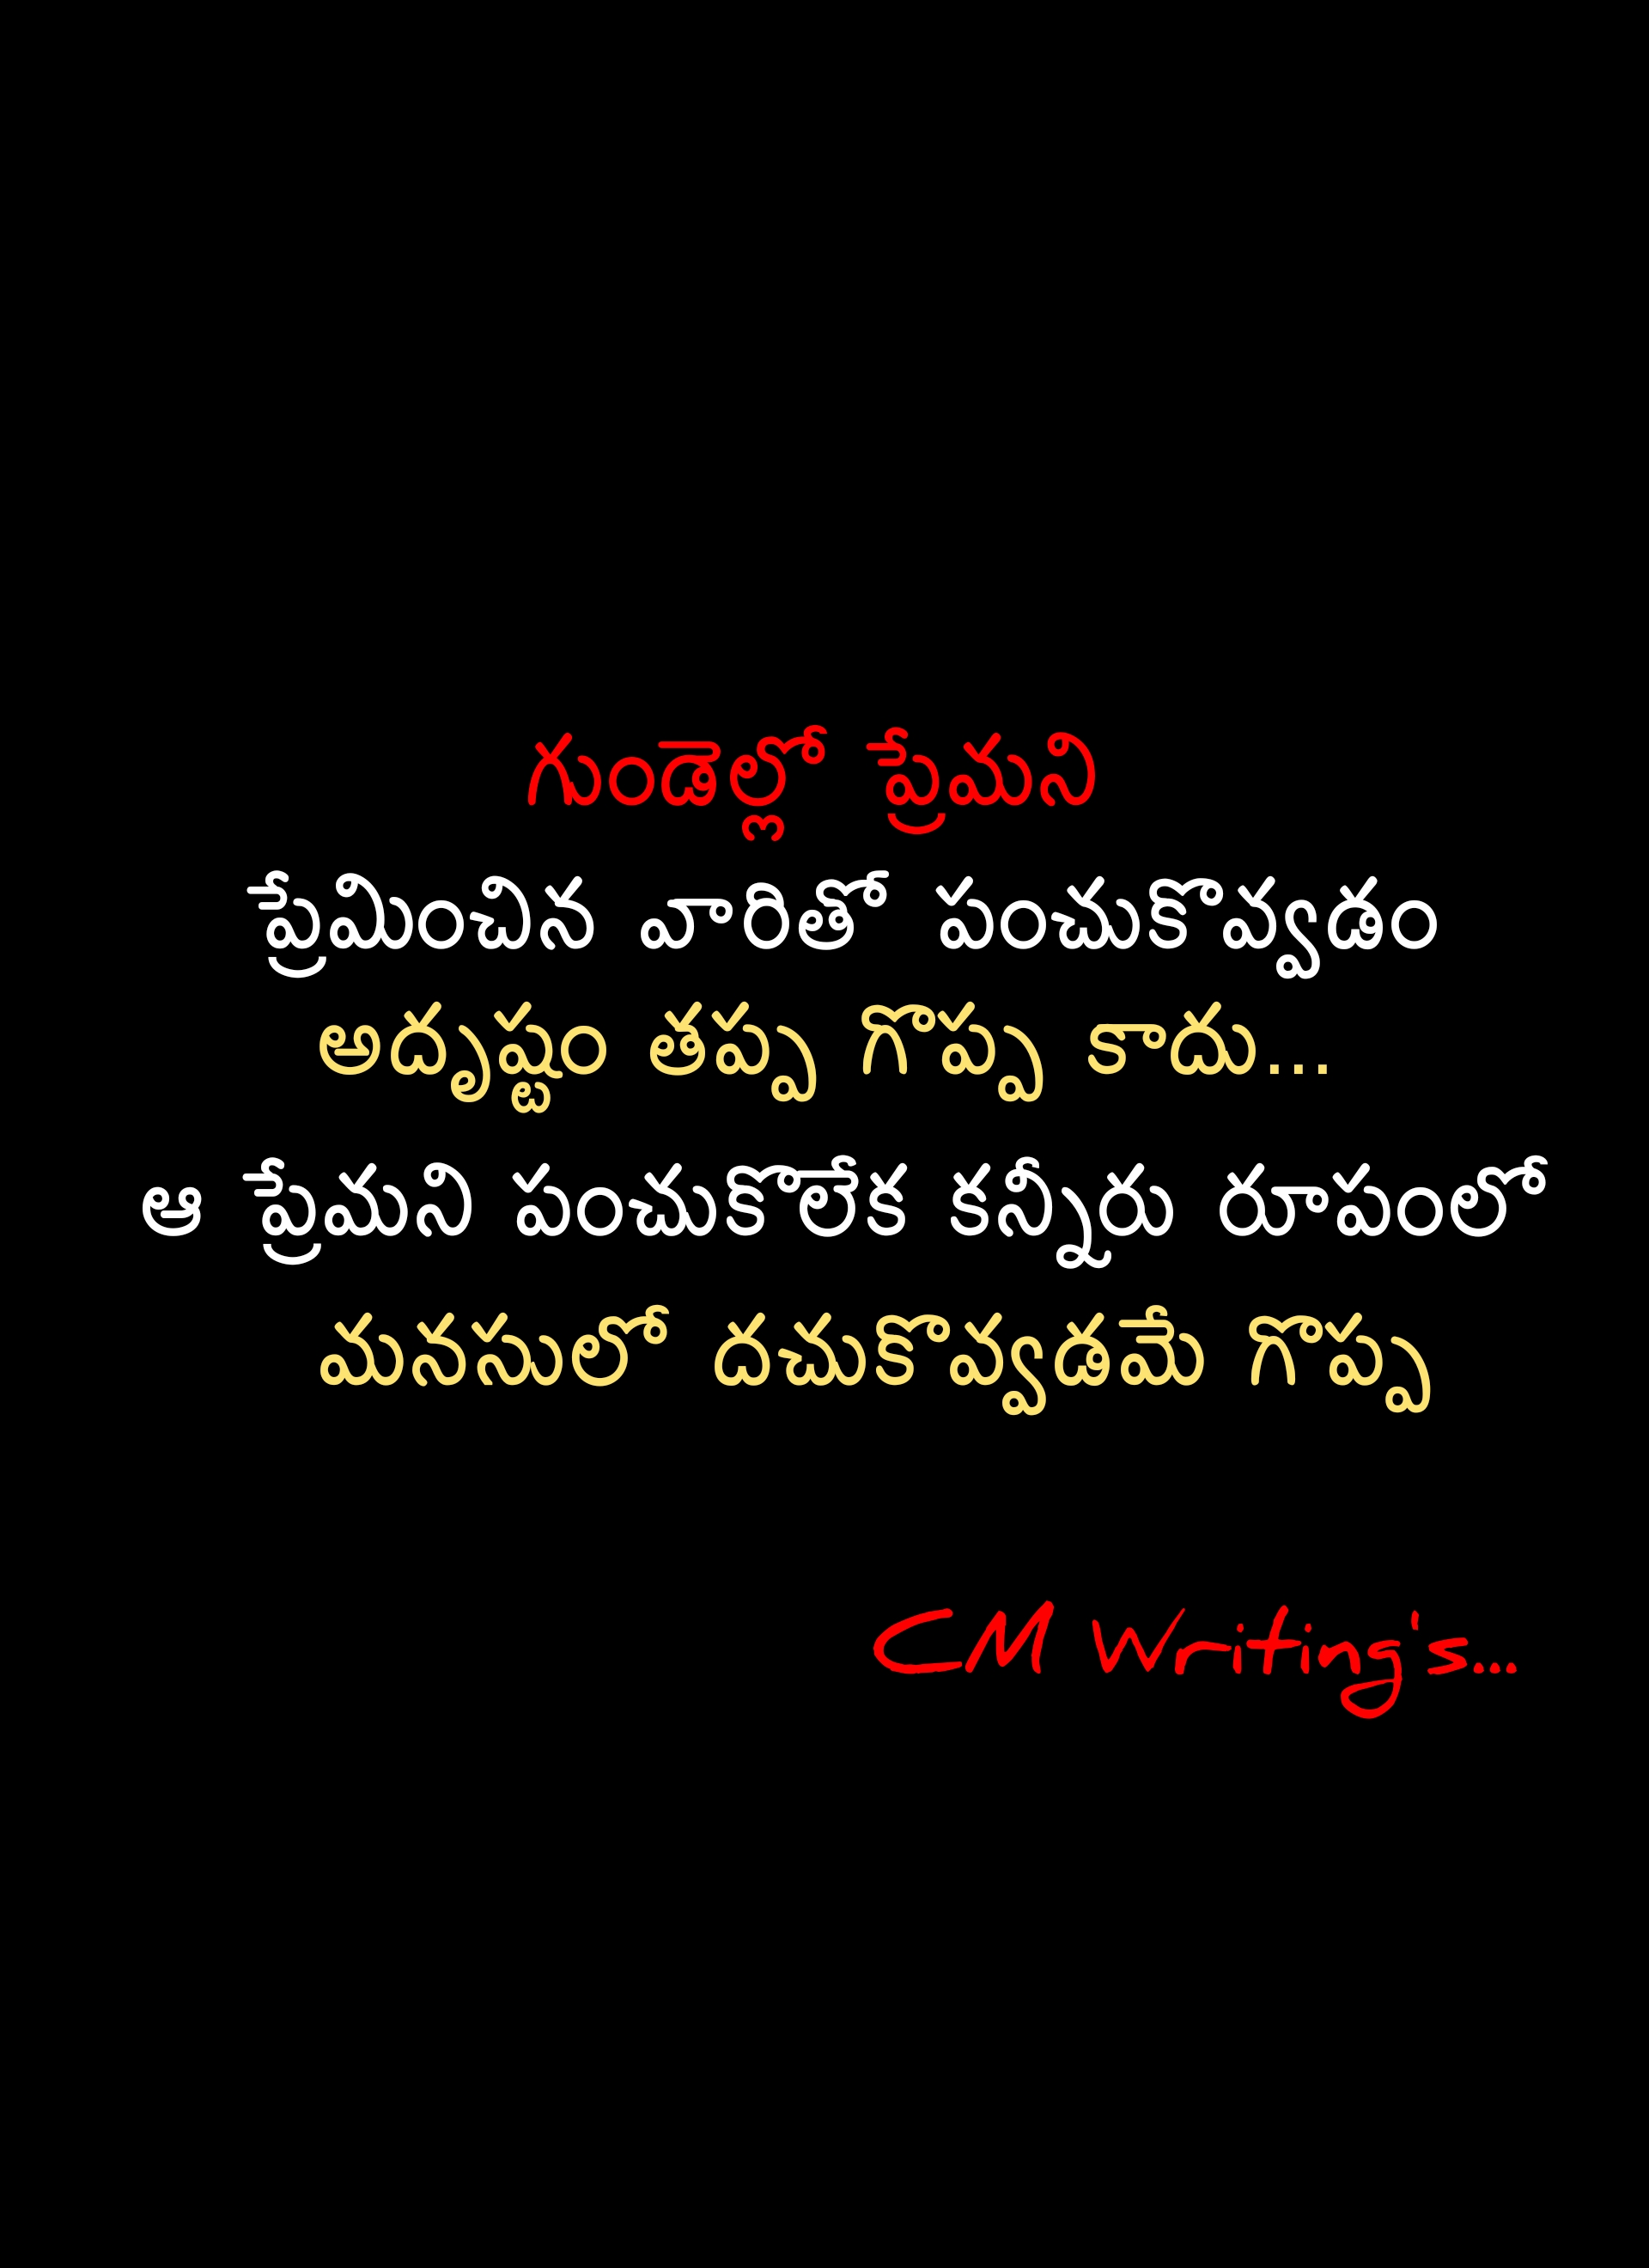 గుండెల్లో ప్రేమని
ప్రేమించిన వారితో పంచుకొవ్వడం
అదృష్టం తప్ప గొప్ప కాదు...
ఆ ప్రేమని పంచుకొలేక కన్నీరు రూపంలో
మనసులో దచుకొవ్వడమే గొప్ప
CM Writing's...